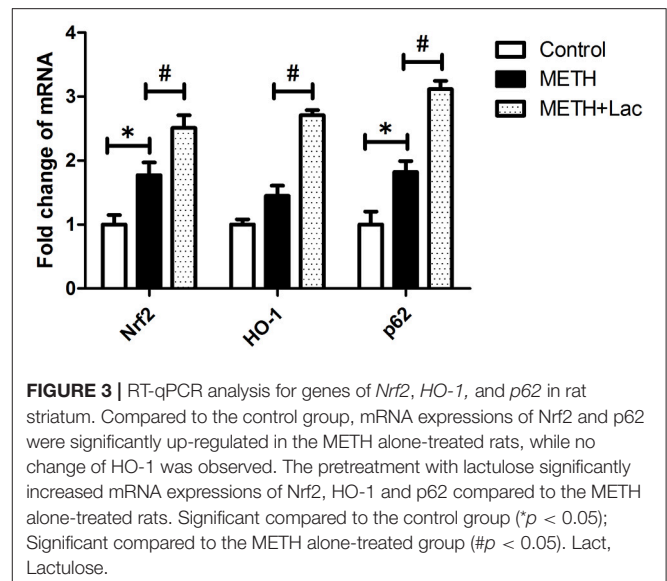 4
3
2
1
0
Fold change of mRNA
*
#
#
*
#
Control
METH
METH+Lac
Nrf2
HO-1
p62
FIGURE 3 | RT-qPCR analysis for genes of Nrf2, HO-1, and p62 in rat
striatum. Compared to the control group, mRNA expressions of Nrf2 and p62
were significantly up-regulated in the METH alone-treated rats, while no
change of HO-1 was observed. The pretreatment with lactulose significantly
increased mRNA expressions of Nrf2, HO-1 and p62 compared to the METH
alone-treated rats. Significant compared to the control group (*p < 0.05);
Significant compared to the METH alone-treated group (#p < 0.05). Lact,
Lactulose.